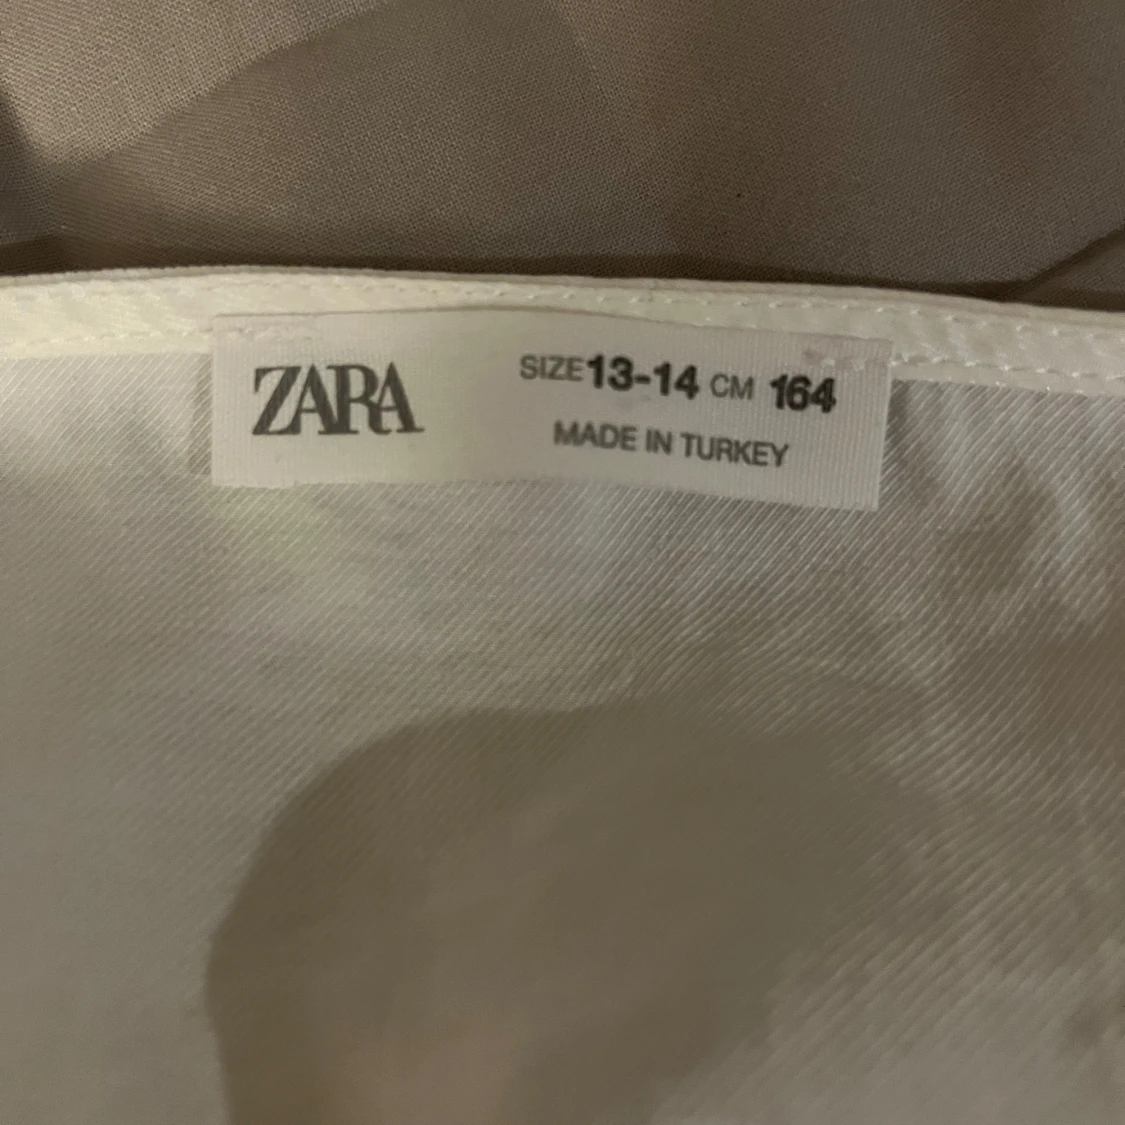 ZARA
SIZE 13-14 CM 164
MADE IN TURKEY